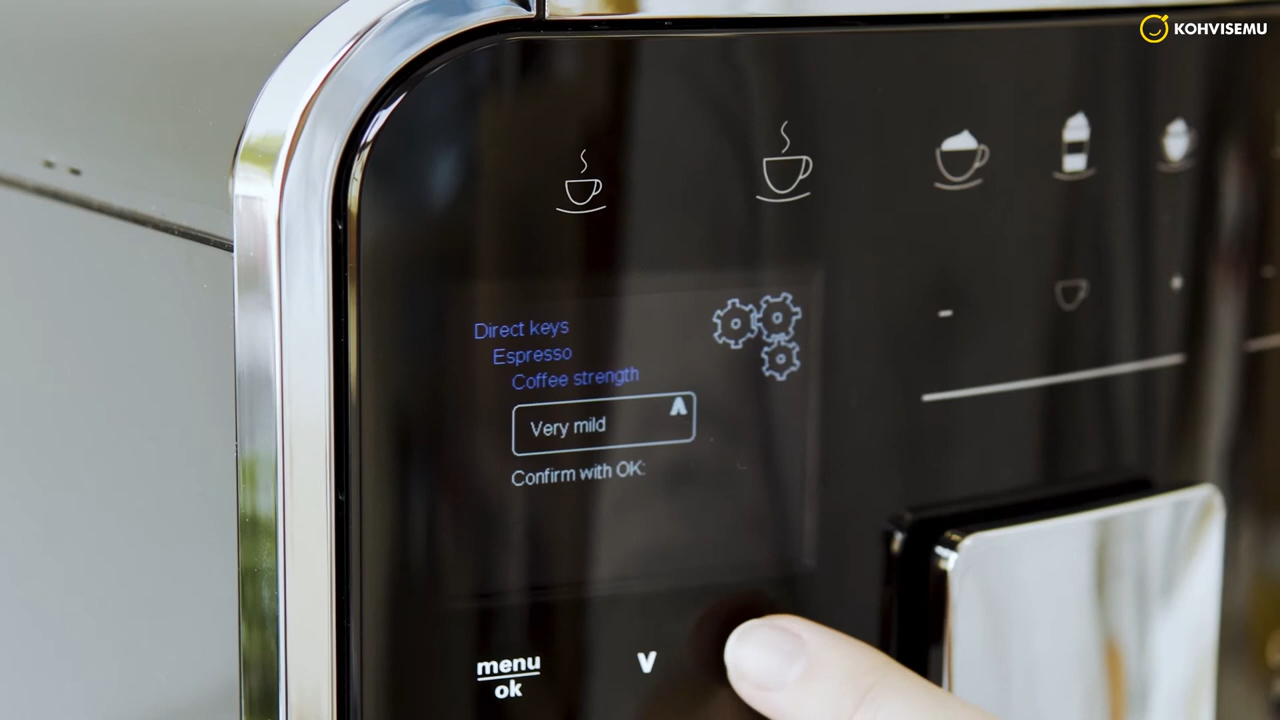 KOHVISEMU
Direct keys
Espresso
Coffee strength
Very mild
Confirm with OK:
menu
ok